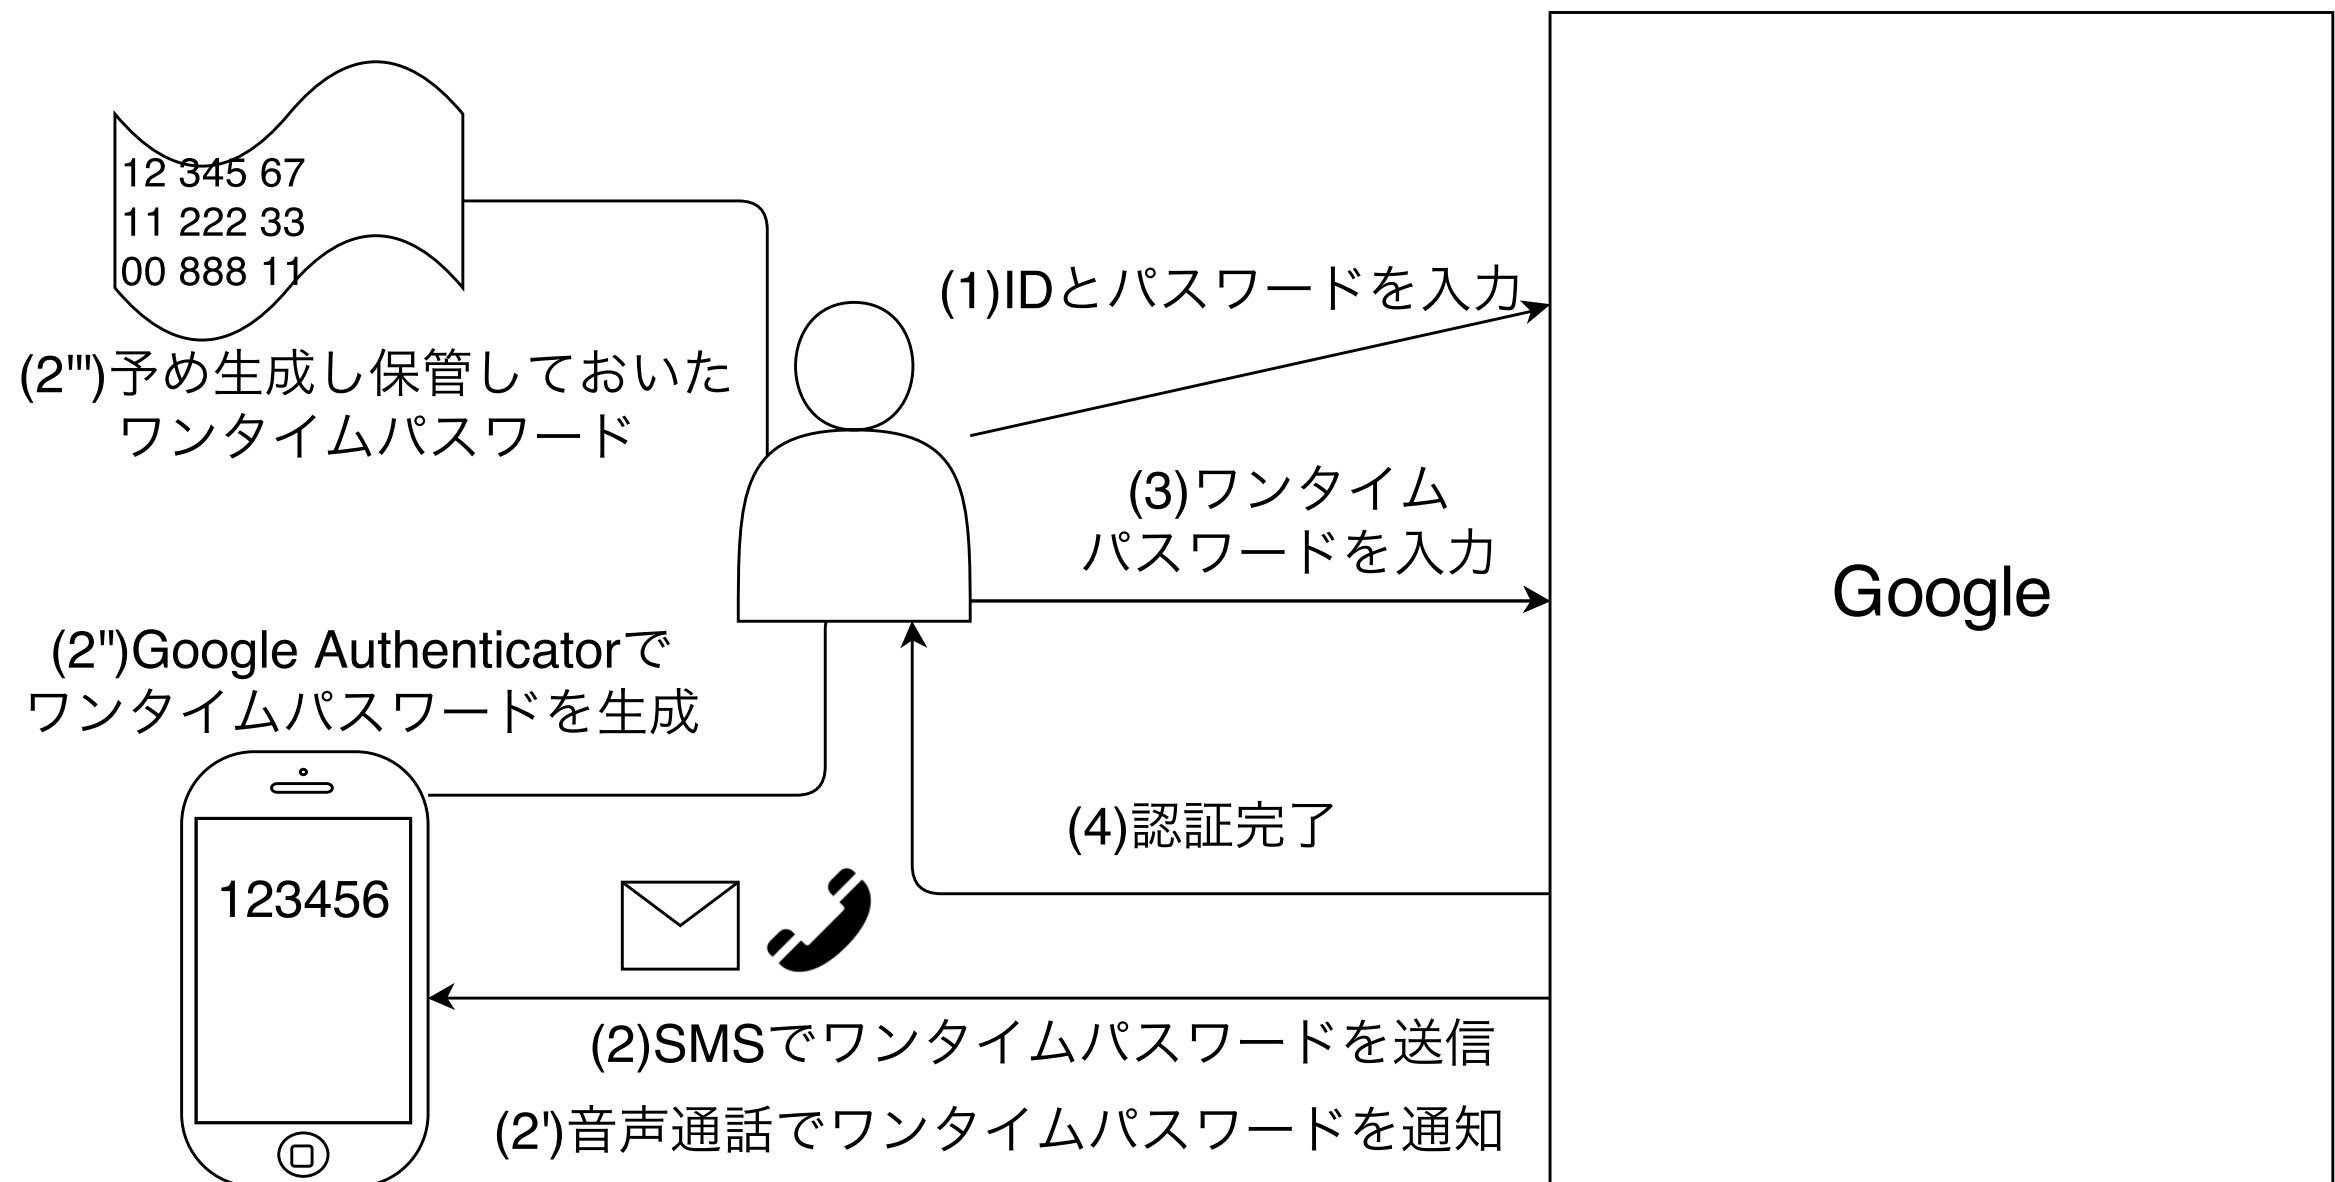 12 345 67
11 222 33
00 888 11
(2''')予め生成し保管しておいた
ワンタイムパスワード
(1)IDとパスワードを入力
(3)ワンタイム
パスワードを入力
Google
(2'')Google Authenticatorで
ワンタイムパスワードを生成
123456
(4)認証完了
(2)SMSでワンタイムパスワードを送信
(2')音声通話でワンタイムパスワードを通知